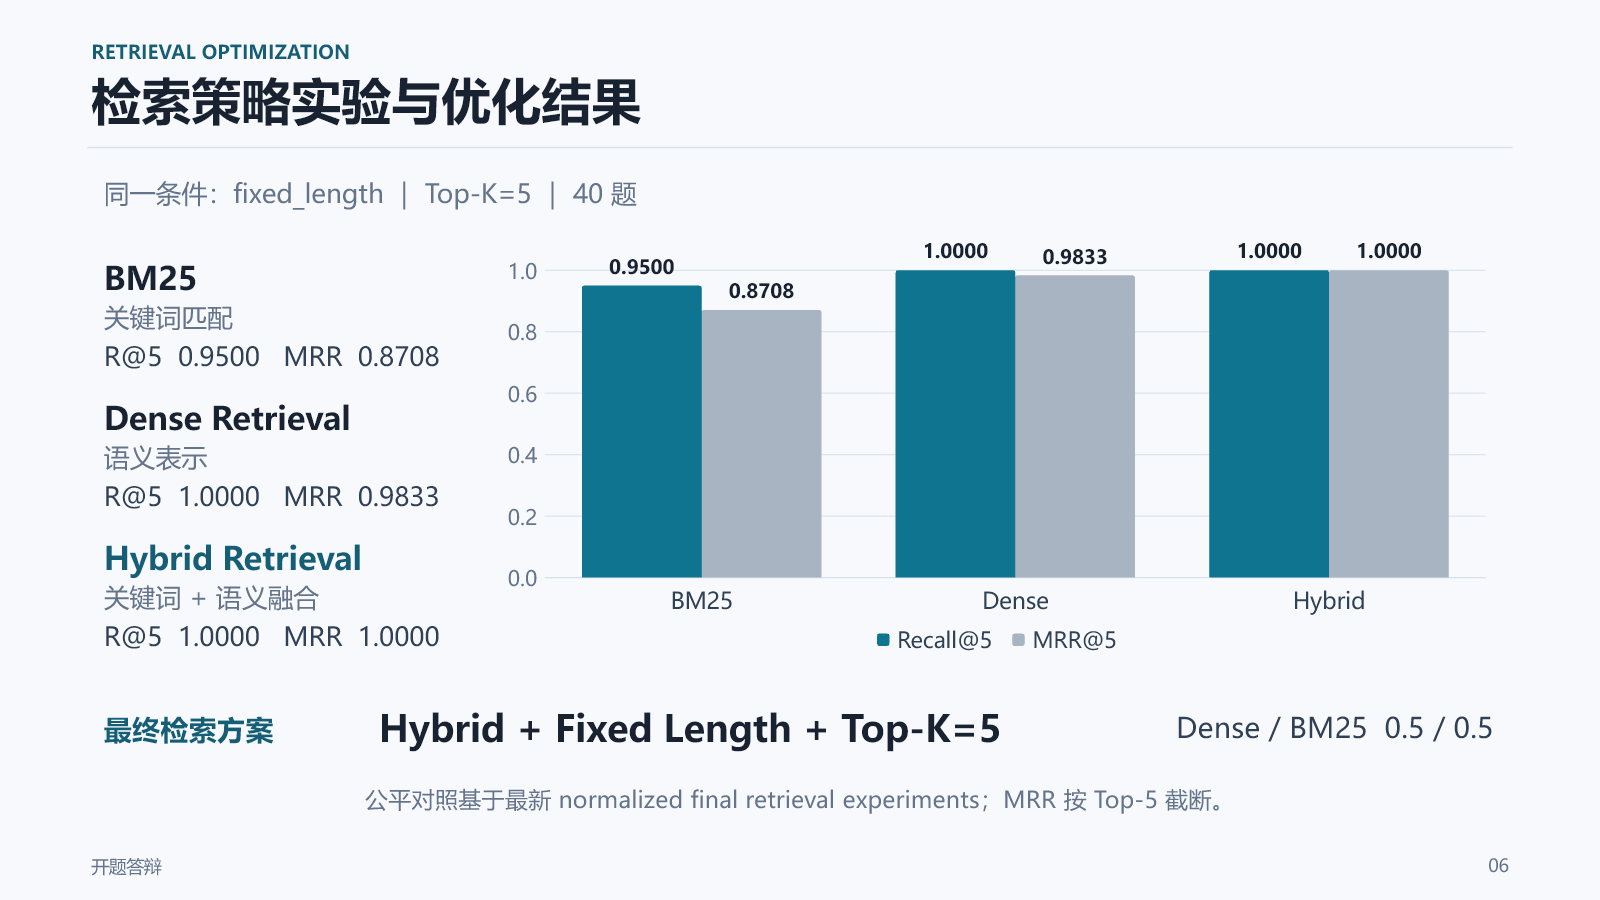 RETRIEVAL OPTIMIZATION
检索策略实验与优化结果
同一条件：fixed_length | Top-K=5 | 40 题
BM25
关键词匹配
R@5 0.9500 MRR 0.8708
Dense Retrieval
语义表示
R@5 1.0000 MRR 0.9833
Hybrid Retrieval
关键词 + 语义融合
R@5 1.0000 MRR 1.0000
1.0
0.8
0.6
0.4
0.2
0.0
0.9500
0.8708
1.0000
0.9833
1.0000
1.0000
BM25
Dense
Hybrid
Recall@5
MRR@5
最终检索方案
Hybrid + Fixed Length + Top-K=5
Dense / BM25 0.5 / 0.5
公平对照基于最新 normalized final retrieval experiments；MRR 按 Top-5 截断。
开题答辩
06